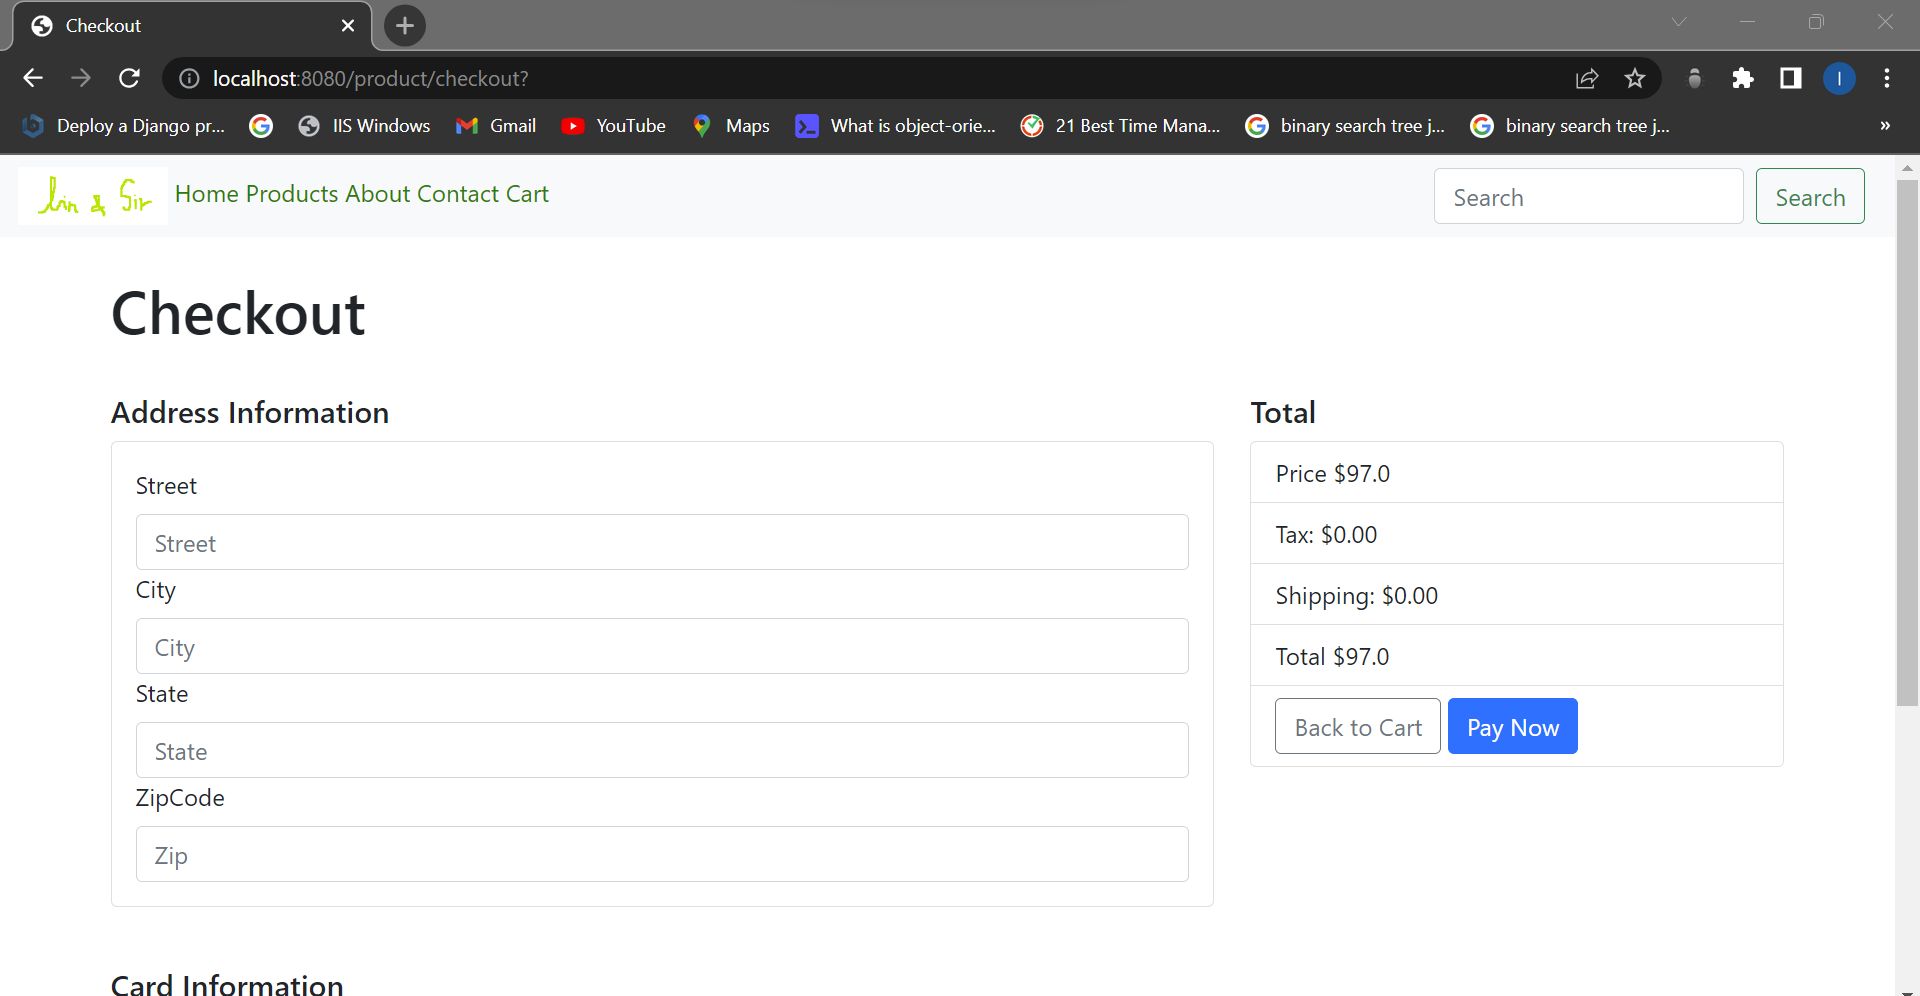 Checkout
localhost:8080/product/checkout?
Deploy a Django pr... IIS Windows Gmail YouTube Maps What is object-orie... 21 Best Time Mana... binary search tree j... binary search tree j... »
& Sir Home Products About Contact Cart Search Search
Checkout
Address Information
Street
Street
City
City
State
State
ZipCode
Zip
Total
Price $97.0
Tax: $0.00
Shipping: $0.00
Total $97.0
Back to Cart Pay Now
Card Information